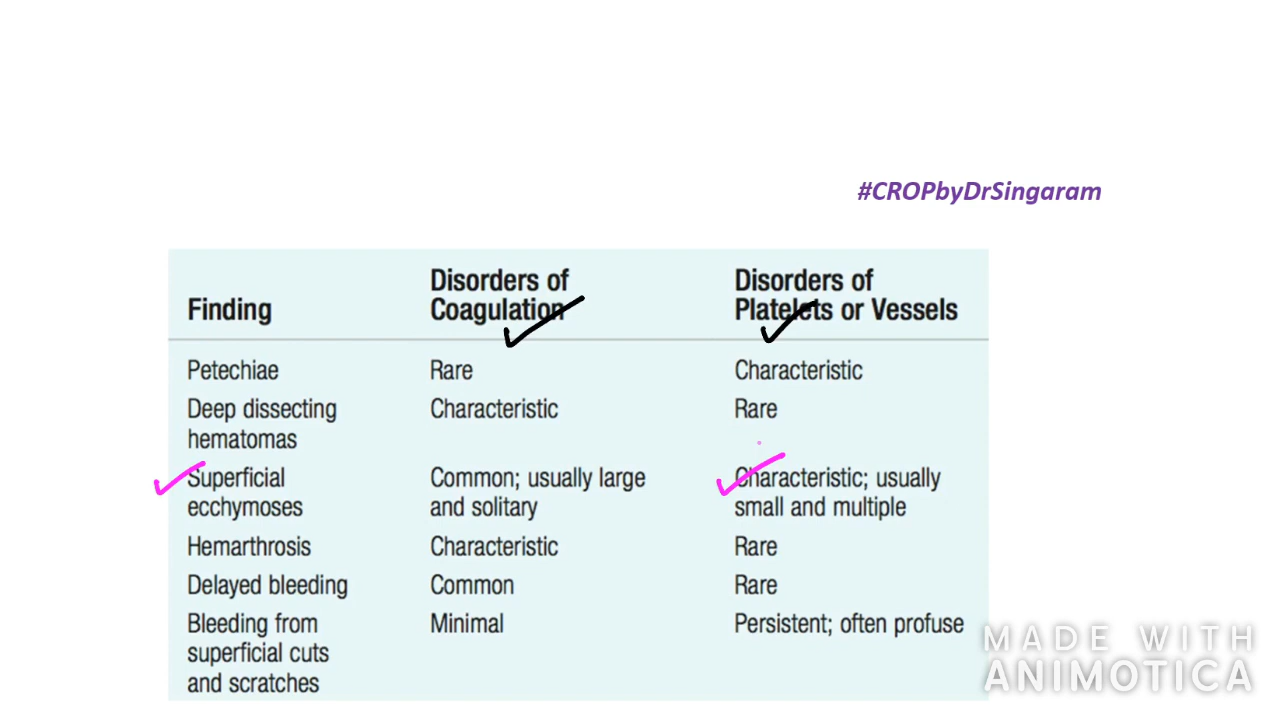 #CROPbyDrSingaram
Finding Disorders of Coagulation Disorders of Platelets or Vessels
Petechiae Rare Characteristic
Deep dissecting hematomas Characteristic Rare
Superficial ecchymoses Common; usually large and solitary Characteristic; usually small and multiple
Hemarthrosis Characteristic Rare
Delayed bleeding Common Rare
Bleeding from superficial cuts and scratches Minimal Persistent; often profuse
MADE WITH
ANIMOTICA